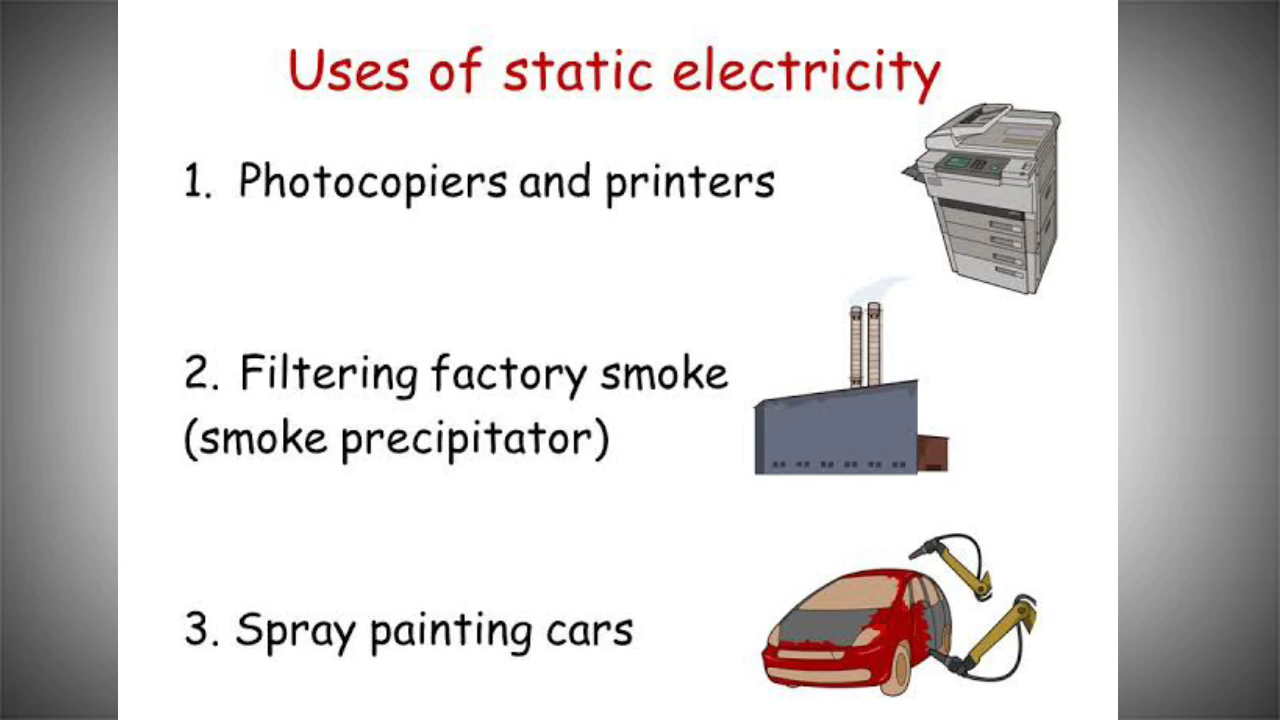 Uses of static electricity
1. Photocopiers and printers
2. Filtering factory smoke
(smoke precipitator)
3. Spray painting cars